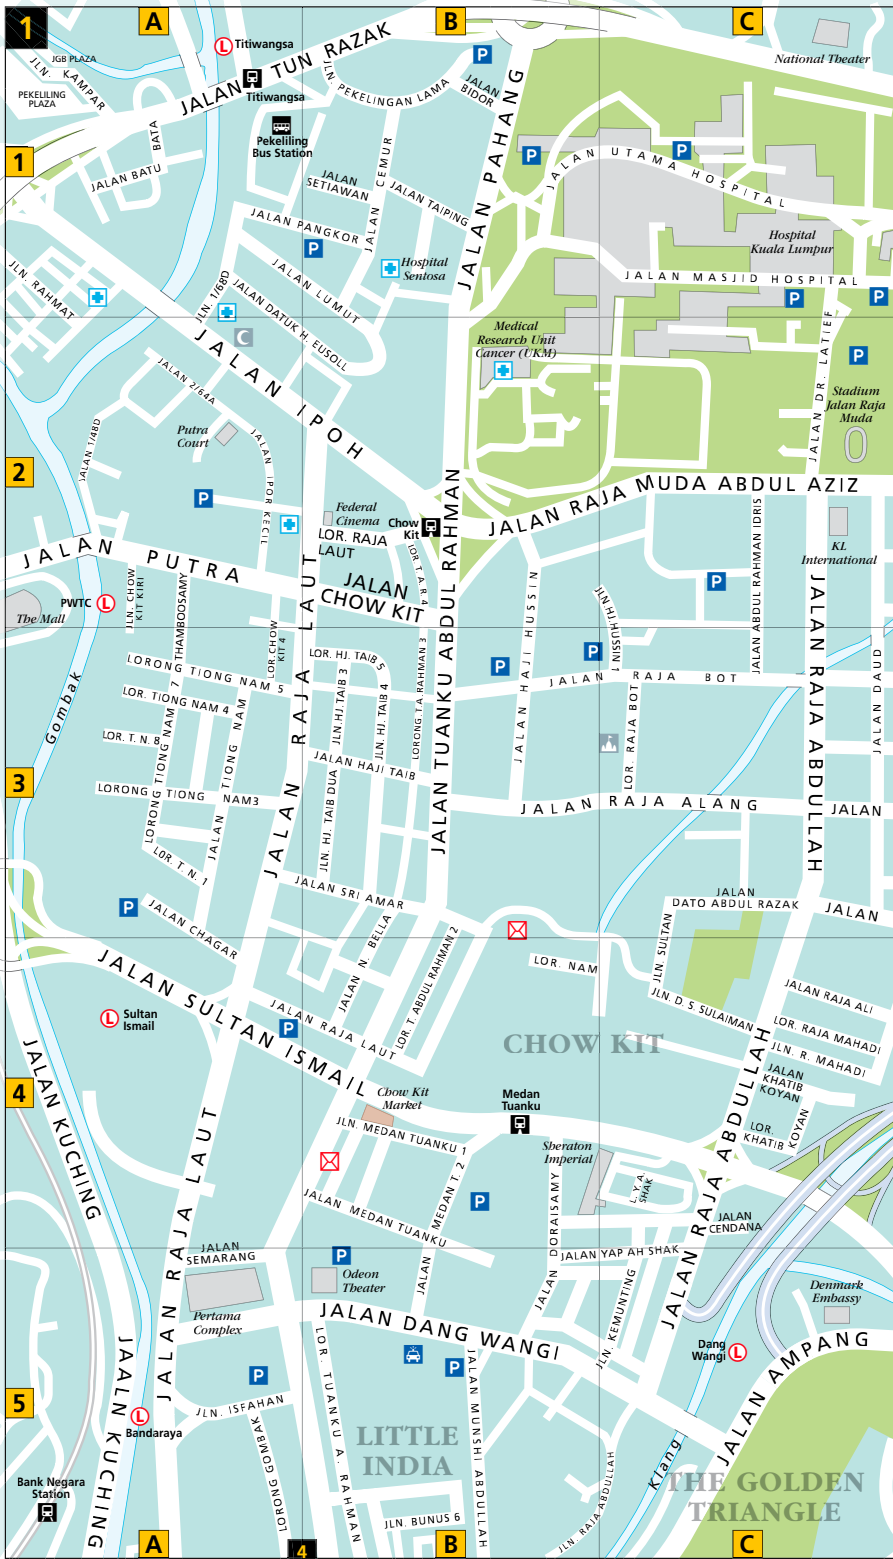 1
A
B
C
L
Titiwangsa
P
National Theater
JGB PLAZA
JLN. KAMPAR
PEKELILING
PLAZA
JALAN TUN RAZAK
Titiwangsa
JLN. PEKELINGAN LAMA
JALAN
BIDOR
JALAN PAHANG
Pekeliling
Bus Station
1
BATA
JALAN BATU
JALAN
SETIAWAN
JALAN CEMUR
JALAN TAIPING
P
P
JALAN UTAMA HOSPITAL
JALAN PANGKOR
P
Hospital
Sentosa
Hospital
Kuala Lumpur
JLN. RAHMAT
JLN. 1/68D
JALAN LUMUT
JALAN DATUK H. EUSOLL
JALAN MASJID HOSPITAL
P
P
C
Medical
Research Unit
Cancer (UKM)
JALAN DR. LATIEF
P
JALAN IPOH
JALAN 2/64A
Stadium
Jalan Raja
Muda
Putra
Court
JALAN 1/48D
JALAN IPOR KECIL
2
P
JALAN RAJA MUDA ABDUL AZIZ
Federal
Cinema
Chow
Kit
LOR. RAJA
LAUT
LOR. T.A.R. 4
KL
International
JALAN PUTRA
JALAN
CHOW KIT
JALAN TUANKU ABDUL RAHMAN
JALAN HAJI HUSSIN
JLN.HJ.HUSSIN
P
JALAN ABDUL RAHMAN IDRIS
PWTC
L
The Mall
JLN. CHOW
KIT KIRI
THAMBOOSAMY
LOR.CHOW
KIT 4
JALAN RAJA LAUT
LORONG TIONG NAM 5
LOR. HJ. TAIB 5
P
P
JALAN RAJA BOT
JALAN DAUD
Gombak
LOR. TIONG NAM 4
LOR. T. N. 8
LORONG TIONG NAM 7
JALAN TIONG NAM
JLN.HJ.TAIB 3
JLN. HJ. TAIB 4
LORONG T.A. RAHMAN 3
LOR. RAJA BOT
JALAN RAJA ABDULLAH
3
JALAN HAJI TAIB
LORONG TIONG NAM3
JLN. HJ. TAIB DUA
JALAN RAJA ALANG
JALAN
LOR. T. N. 1
JALAN SRI AMAR
JALAN
DATO ABDUL RAZAK
JALAN
P
JALAN CHAGAR
JALAN N. BELLA
LOR. T. ABDUL RAHMAN 2
LOR. NAM
JLN. SULTAN
JALAN SULTAN ISMAIL
JALAN RAJA ALI
L
Sultan
Ismail
P
JALAN RAJA LAUT
JLN. D. S. SULAIMAN
LOR. RAJA MAHADI
JLN. R. MAHADI
CHOW KIT
JALAN
KHATIB
KOYAN
JALAN KUCHING
4
Chow Kit
Market
Medan
Tuanku
JALAN RAJA ABDULLAH
LOR.
KHATIB
KOYAN
JLN. MEDAN TUANKU 1
Sheraton
Imperial
JALAN RAJA LAUT
JALAN MEDAN T. 2
L. Y. A.
SHAK
JALAN MEDAN TUANKU
P
JALAN DORAISAMY
JALAN
CENDANA
JALAN
SEMARANG
P
JALAN YAP AH SHAK
Odeon
Theater
Denmark
Embassy
Pertama
Complex
JALAN DANG WANGI
JLN. KEMUNTING
Dang
Wangi
L
JALAN AMPANG
JAALN KUCHING
P
P
5
L
Bandaraya
JLN. ISFAHAN
LORONG GOMBAK
LOR. TUANKU A. RAHMAN
JALAN MUNSHI ABDULLAH
LITTLE
INDIA
Klang
THE GOLDEN
TRIANGLE
Bank Negara
Station
JLN. BUNUS 6
JLN. RAJA ABDULLAH
A
4
B
C